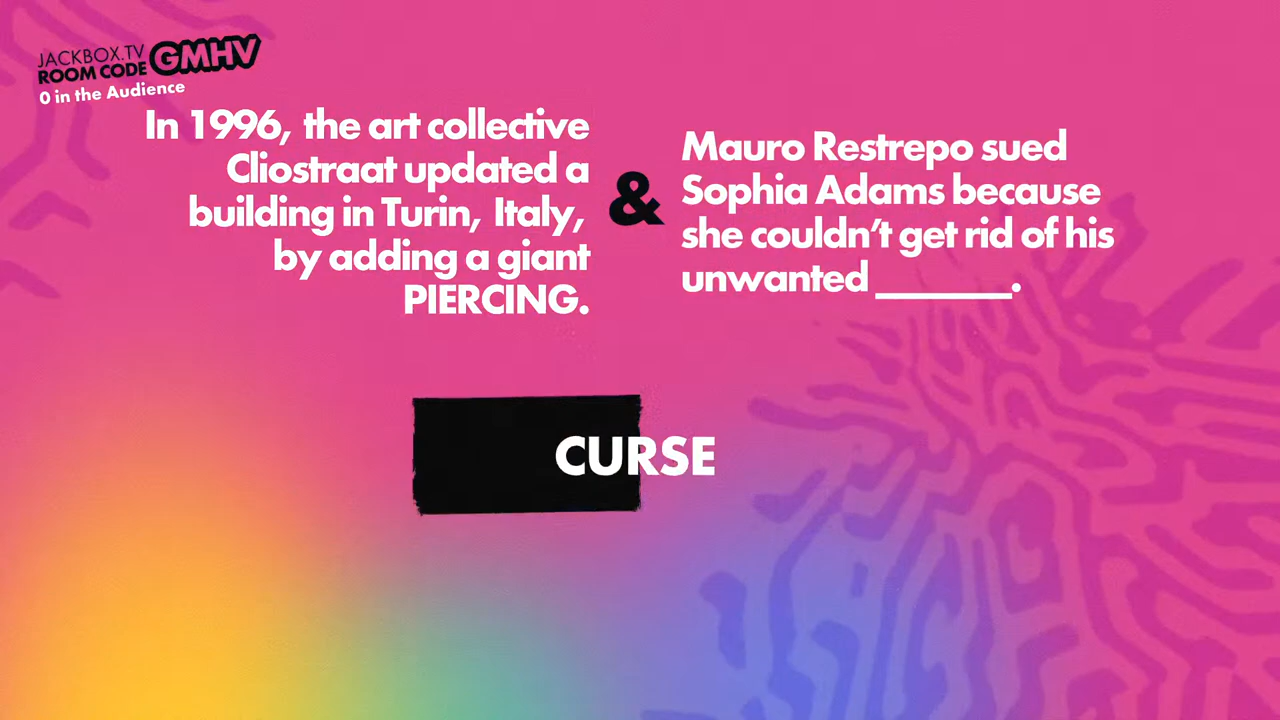 JACKBOX.TV
ROOM CODE GMHV
0 in the Audience
In 1996, the art collective
Cliostraat updated a
building in Turin, Italy,
by adding a giant
PIERCING.
&
Mauro Restrepo sued
Sophia Adams because
she couldn't get rid of his
unwanted _______.
CURSE